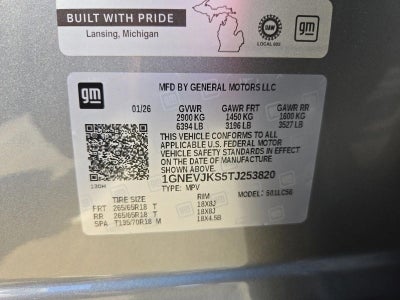 BUILT WITH PRIDE
Lansing, Michigan
UAW
LOCAL 602
gm
gm
MFD BY GENERAL MOTORS LLC
01/26 GVWR GAWR FRT GAWR RR
2900 KG 1450 KG 1600 KG
6394 LB 3196 LB 3527 LB
THIS VEHICLE CONFORMS TO ALL
APPLICABLE U.S. FEDERAL MOTOR
VEHICLE SAFETY STANDARDS IN EFFECT
ON THE DATE OF MANUFACTURE
SHOWN ABOVE.
1GNEVJKS5TJ253820
TYPE: MPV MODEL:
TIRE SIZE RIM
FRT 265/65R18 T 18X8J
RR 265/65R18 T 18X8J
SPA T135/70R18 M 18X4.5B